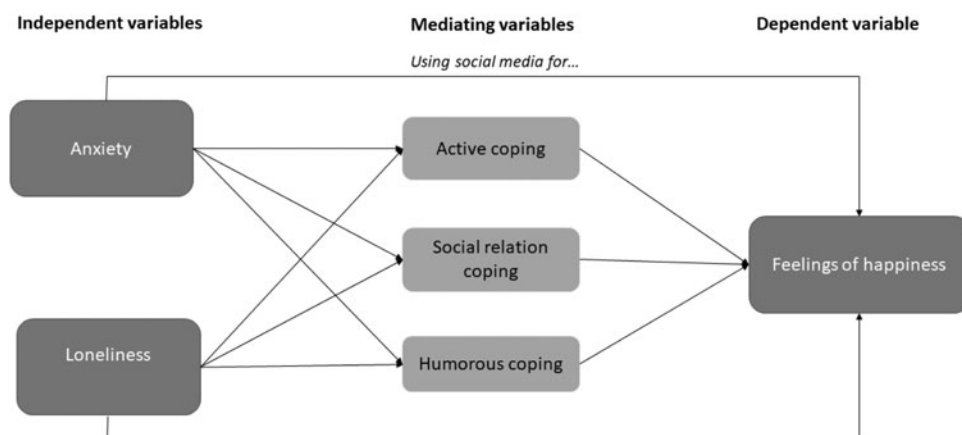 Independent variables
Mediating variables
Dependent variable
Using social media for...
Anxiety
Active coping
Social relation
coping
Feelings of happiness
Loneliness
Humorous coping